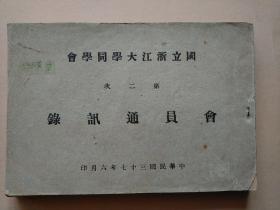 國立浙江大學同學會
第二次
會員通訊錄
中華民國三十七年六月印